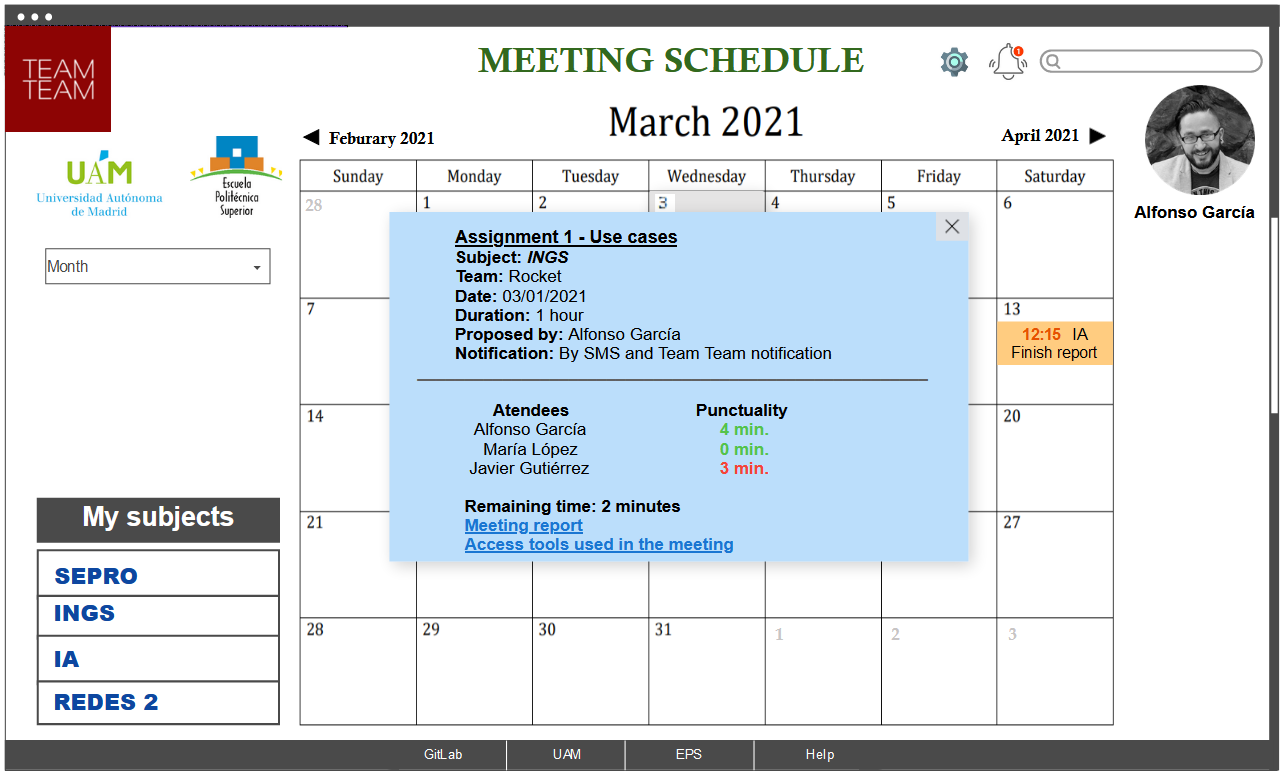 TEAM
TEAM
MEETING SCHEDULE
1
UAM
Universidad Autónoma
de Madrid
Escuela
Politécnica
Superior
Feburary 2021
March 2021
April 2021
Alfonso García
Month
Sunday Monday Tuesday Wednesday Thursday Friday Saturday
28 1 2 3 4 5 6
Assignment 1 - Use cases
Subject: INGS
Team: Rocket
Date: 03/01/2021
Duration: 1 hour
Proposed by: Alfonso García
Notification: By SMS and Team Team notification
Atendees Punctuality
Alfonso García 4 min.
María López 0 min.
Javier Gutiérrez 3 min.
Remaining time: 2 minutes
Meeting report
Access tools used in the meeting
7 13
12:15 IA
Finish report
14 20
21 27
28 29 30 31 1 2 3
My subjects
SEPRO
INGS
IA
REDES 2
GitLab UAM EPS Help